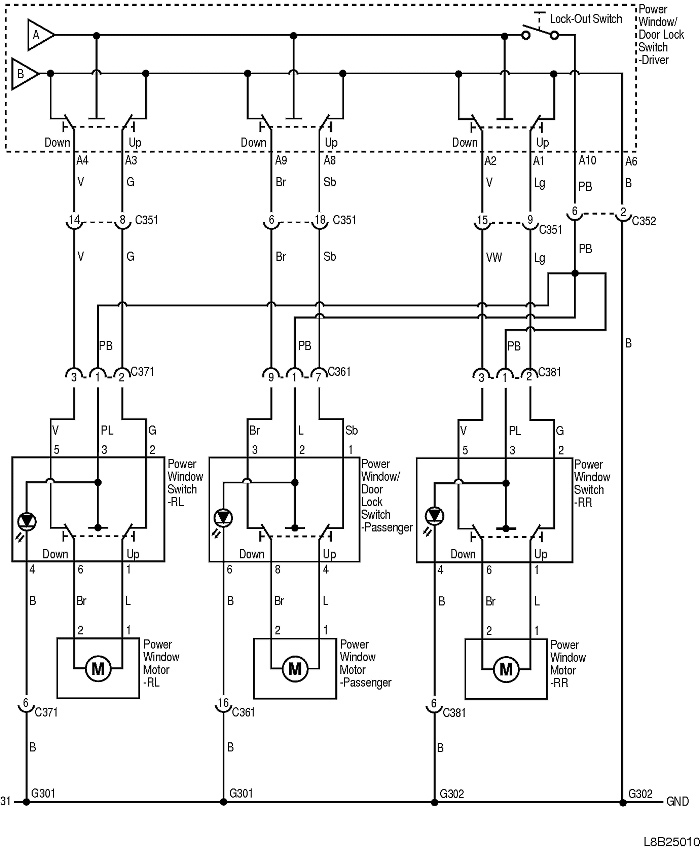 A
Lock-Out Switch
Power
Window/
Door Lock
Switch
-Driver
B
Down Up
Down Up
Down Up
A4 A3 A9 A8 A2 A1 A10 A6
V G Br Sb V Lg PB B
14 8 C351
6 18 C351
15 9 C351
6 2 C352
V G Br Sb VW Lg PB
PB PB PB B
3 1 2 C371
9 1 7 C361
3 1 2 C381
V PL G
Br L Sb
V PL G
5 3 2
3 2 1
5 3 2
Power
Window
Switch
-RL
Power
Window/
Door
Lock
Switch
-Passenger
Power
Window
Switch
-RR
Down Up
Down Up
Down Up
4 6 1
6 8 4
4 6 1
B Br L
B Br L
B Br L
2 1
2 1
2 1
M
M
M
Power
Window
Motor
-RL
Power
Window
Motor
-Passenger
Power
Window
Motor
-RR
6 C371
16 C361
6 C381
B B B
31 G301 G301 G302 G302 GND
L8B25010